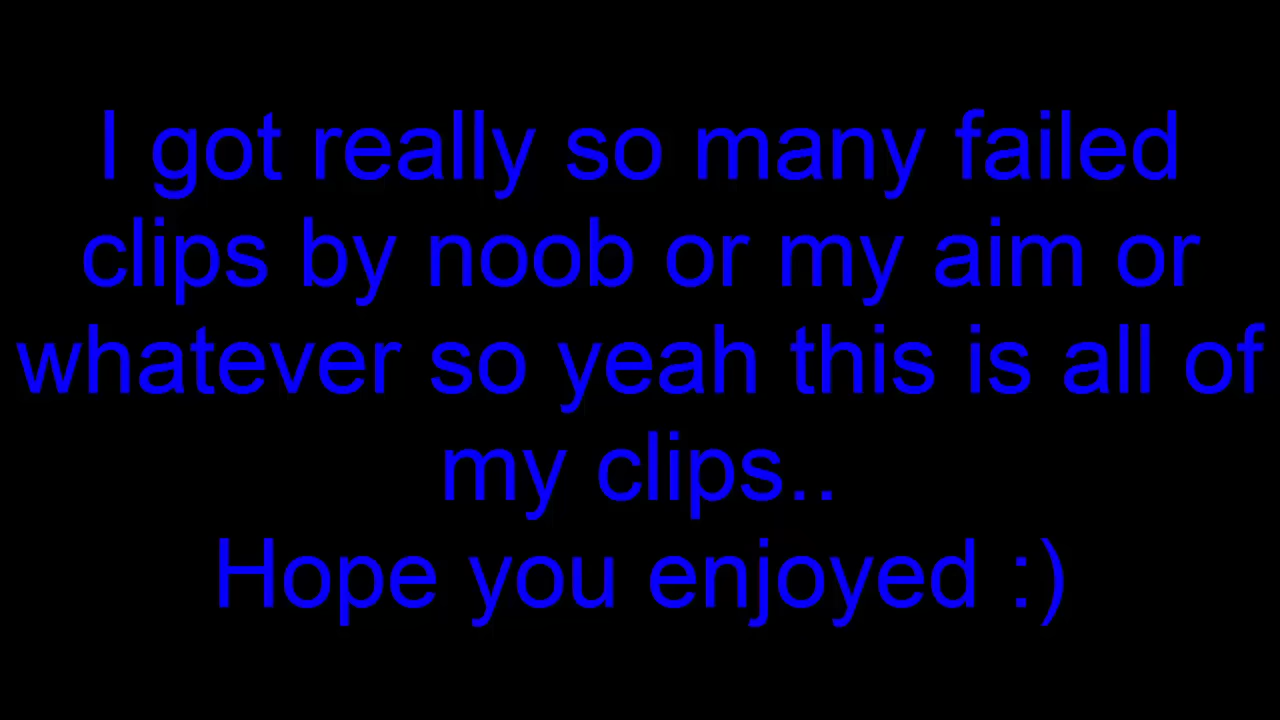 I got really so many failed
clips by noob or my aim or
whatever so yeah this is all of
my clips..
Hope you enjoyed :)